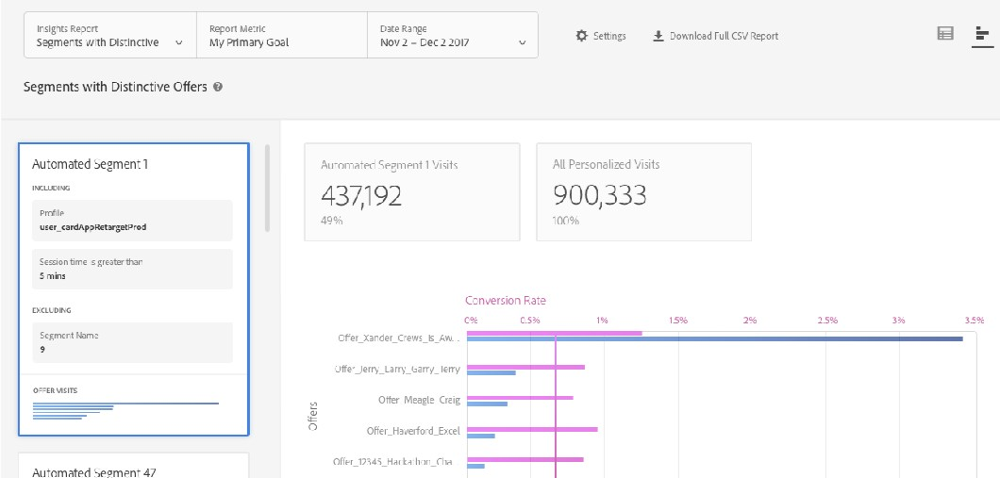 Insights Report
Segments with Distinctive
Report Metric
My Primary Goal
Date Range
Nov 2 – Dec 2 2017
Settings
Download Full CSV Report
Segments with Distinctive Offers ?
Automated Segment 1
INCLUDING
Profile
user_cardAppRetargetProd
Session time is greater than
5 mins
EXCLUDING
Segment Name
9
OFFER VISITS
Automated Segment 47
Automated Segment 1 Visits
437,192
49%
All Personalized Visits
900,333
100%
Conversion Rate
0% 0.5% 1% 1.5% 2% 2.5% 3% 3.5%
Offers
Offer_Xander_Crews_Is_Aw...
Offer_Jerry_Larry_Garry_Terry
Offer_Meagle_Craig
Offer_Haverford_Excel
Offer_12345_Hackathon_Cha...